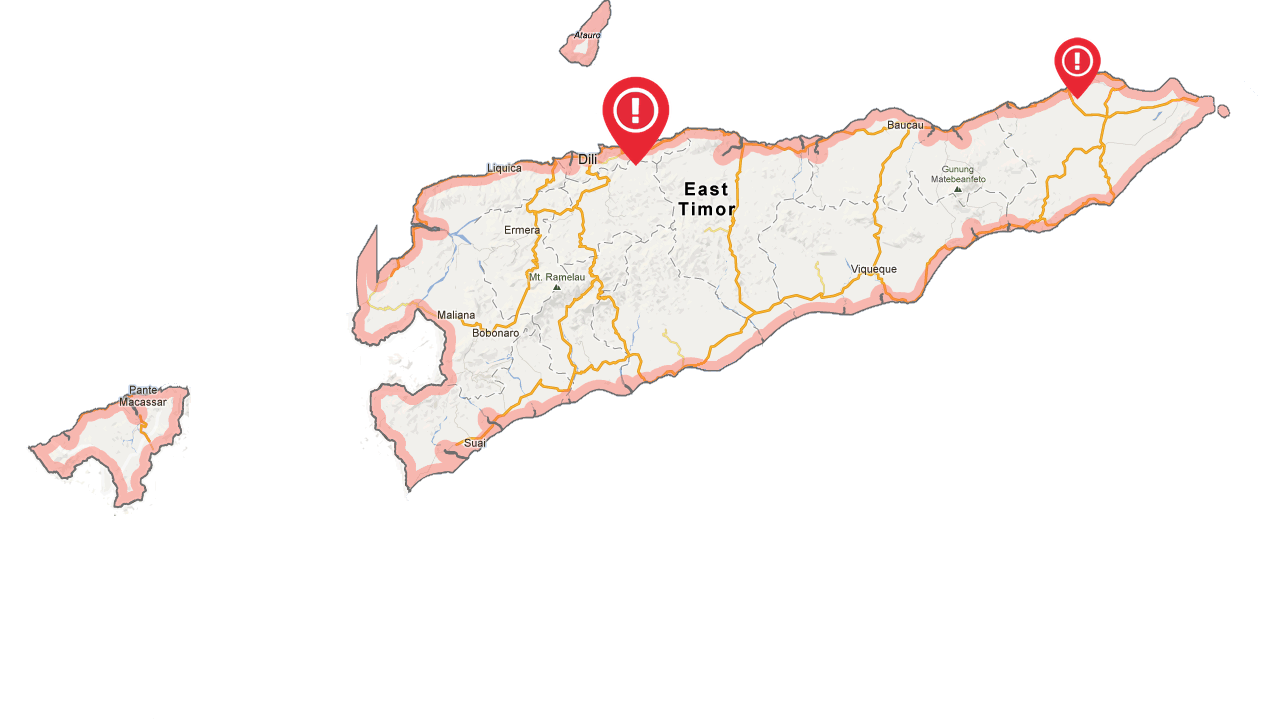 Atauro
Dili
Baucau
Liquica
Gunung
Matebeanfeto
East
Timor
Ermera
Viqueque
Mt. Ramelau
Maliana
Bobonaro
Pante
Macassar
Suai